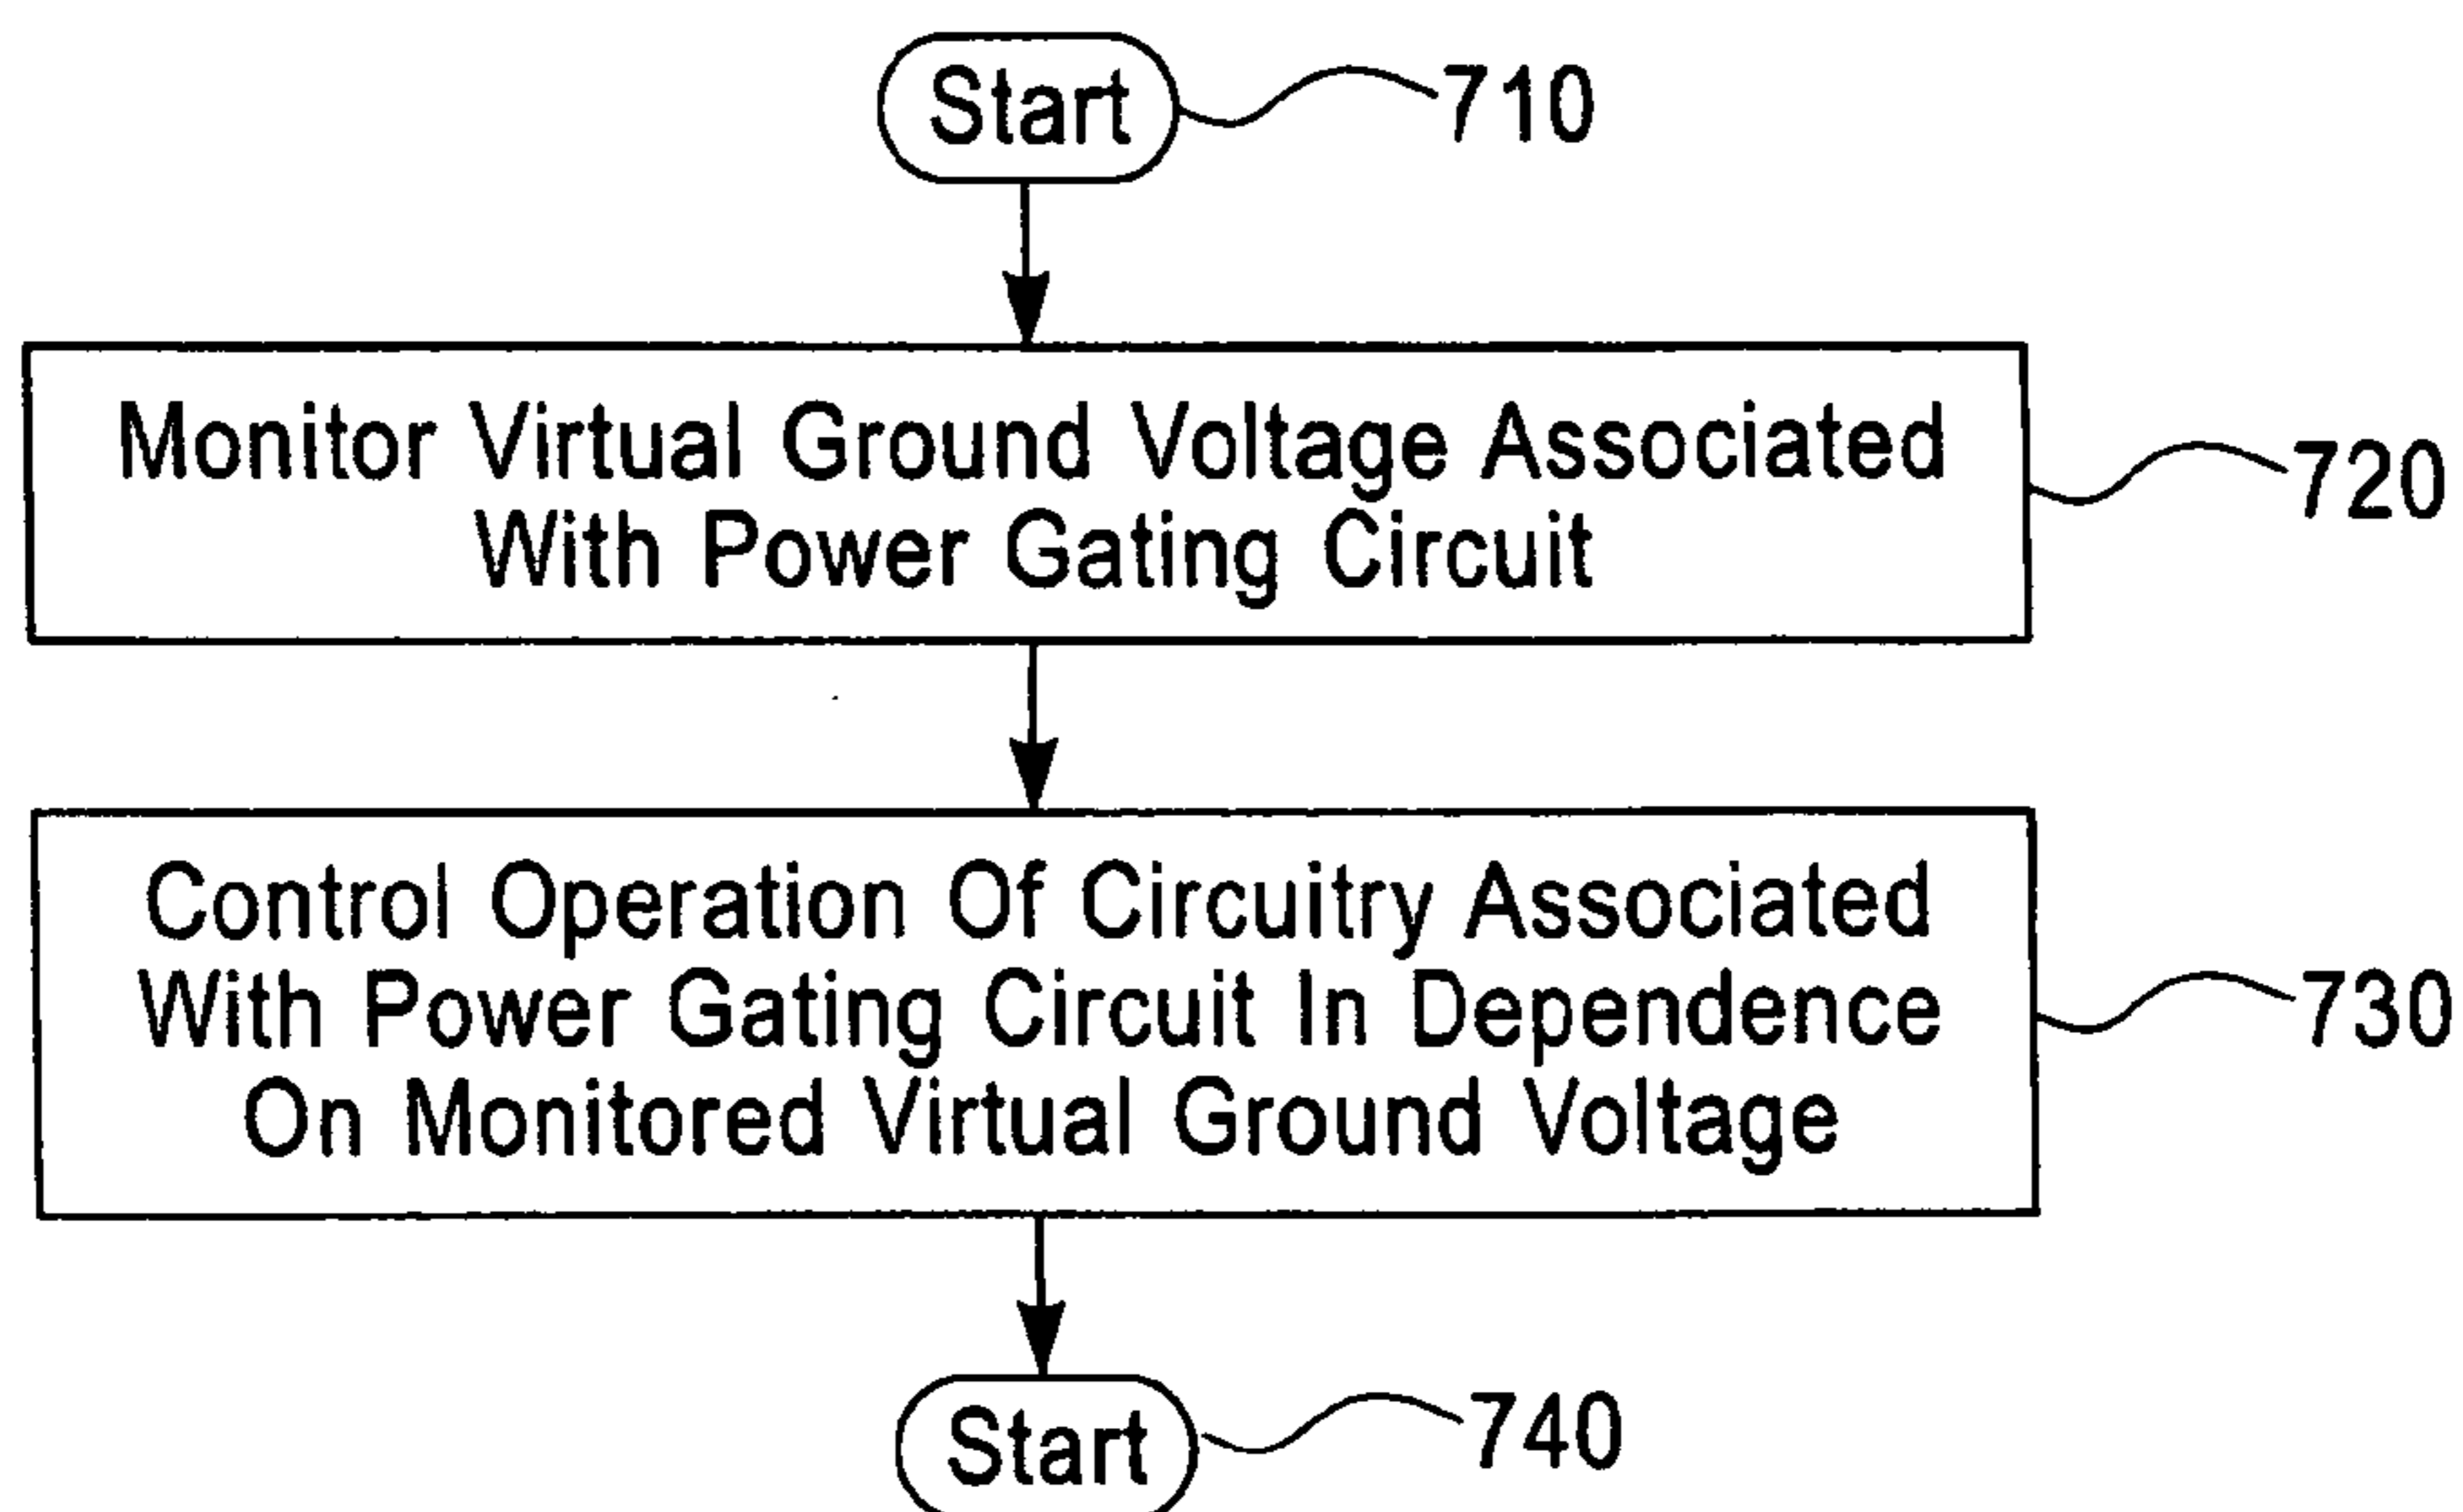 Start 710
Monitor Virtual Ground Voltage Associated
With Power Gating Circuit
720
Control Operation Of Circuitry Associated
With Power Gating Circuit In Dependence
On Monitored Virtual Ground Voltage
730
Start 740